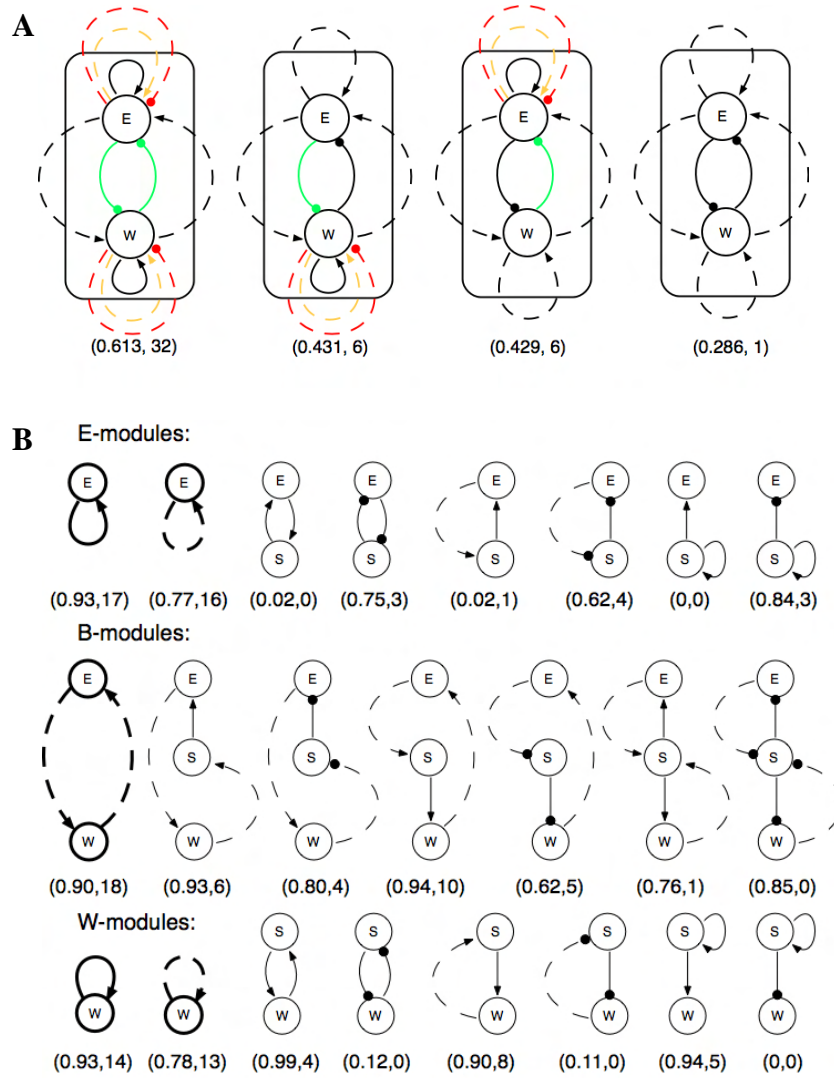 A
E E E E
W W W W
(0.613, 32) (0.431, 6) (0.429, 6) (0.286, 1)
B
E-modules:
E E E E E E E E
S S S S S S
(0.93,17) (0.77,16) (0.02,0) (0.75,3) (0.02,1) (0.62,4) (0,0) (0.84,3)
B-modules:
E E E E E E E
S S S S S S
W W W W W W W
(0.90,18) (0.93,6) (0.80,4) (0.94,10) (0.62,5) (0.76,1) (0.85,0)
W-modules:
S S S S S S
W W W W W W W W
(0.93,14) (0.78,13) (0.99,4) (0.12,0) (0.90,8) (0.11,0) (0.94,5) (0,0)